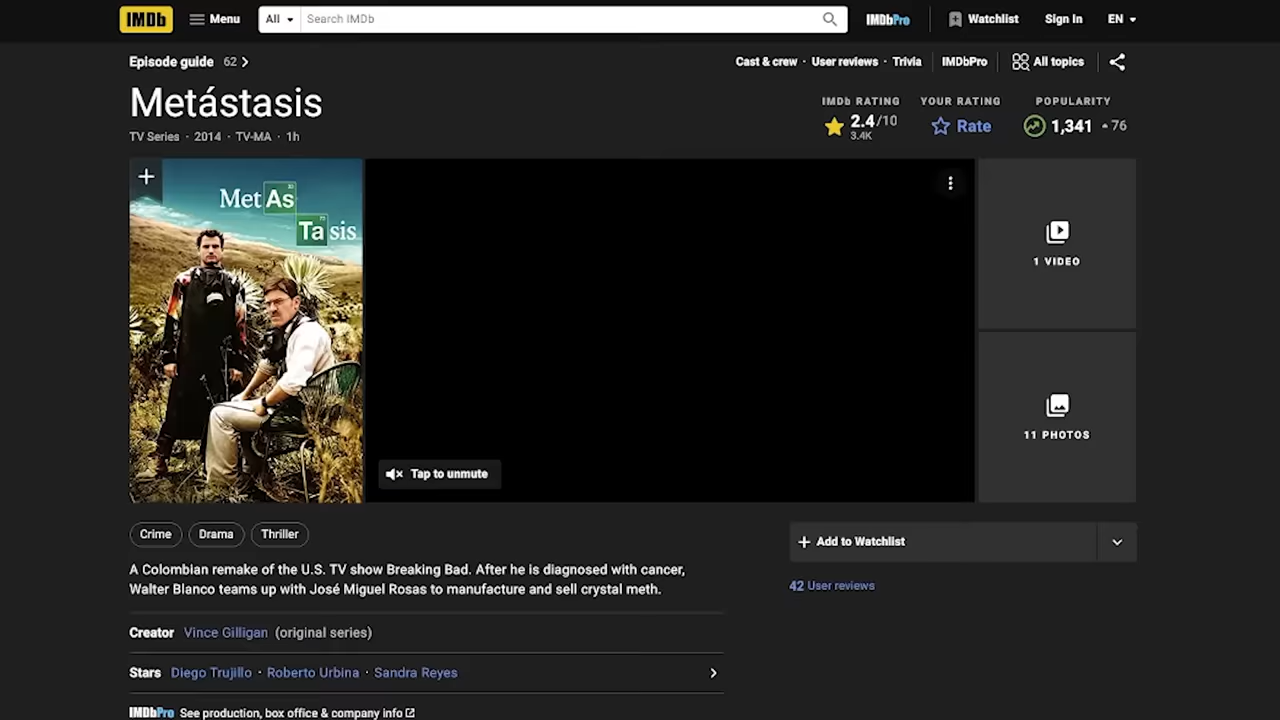 IMDb Menu All Search IMDb IMDbPro Watchlist Sign In EN
Episode guide 62 Cast & crew · User reviews · Trivia IMDbPro All topics
Metástasis
IMDb RATING YOUR RATING POPULARITY
2.4/10 Rate 1,341 76
3.4K
TV Series · 2014 · TV-MA · 1h
Met As
Ta sis
1 VIDEO
11 PHOTOS
Tap to unmute
Crime Drama Thriller
Add to Watchlist
A Colombian remake of the U.S. TV show Breaking Bad. After he is diagnosed with cancer,
Walter Blanco teams up with José Miguel Rosas to manufacture and sell crystal meth.
42 User reviews
Creator Vince Gilligan (original series)
Stars Diego Trujillo · Roberto Urbina · Sandra Reyes
IMDbPro See production, box office & company info